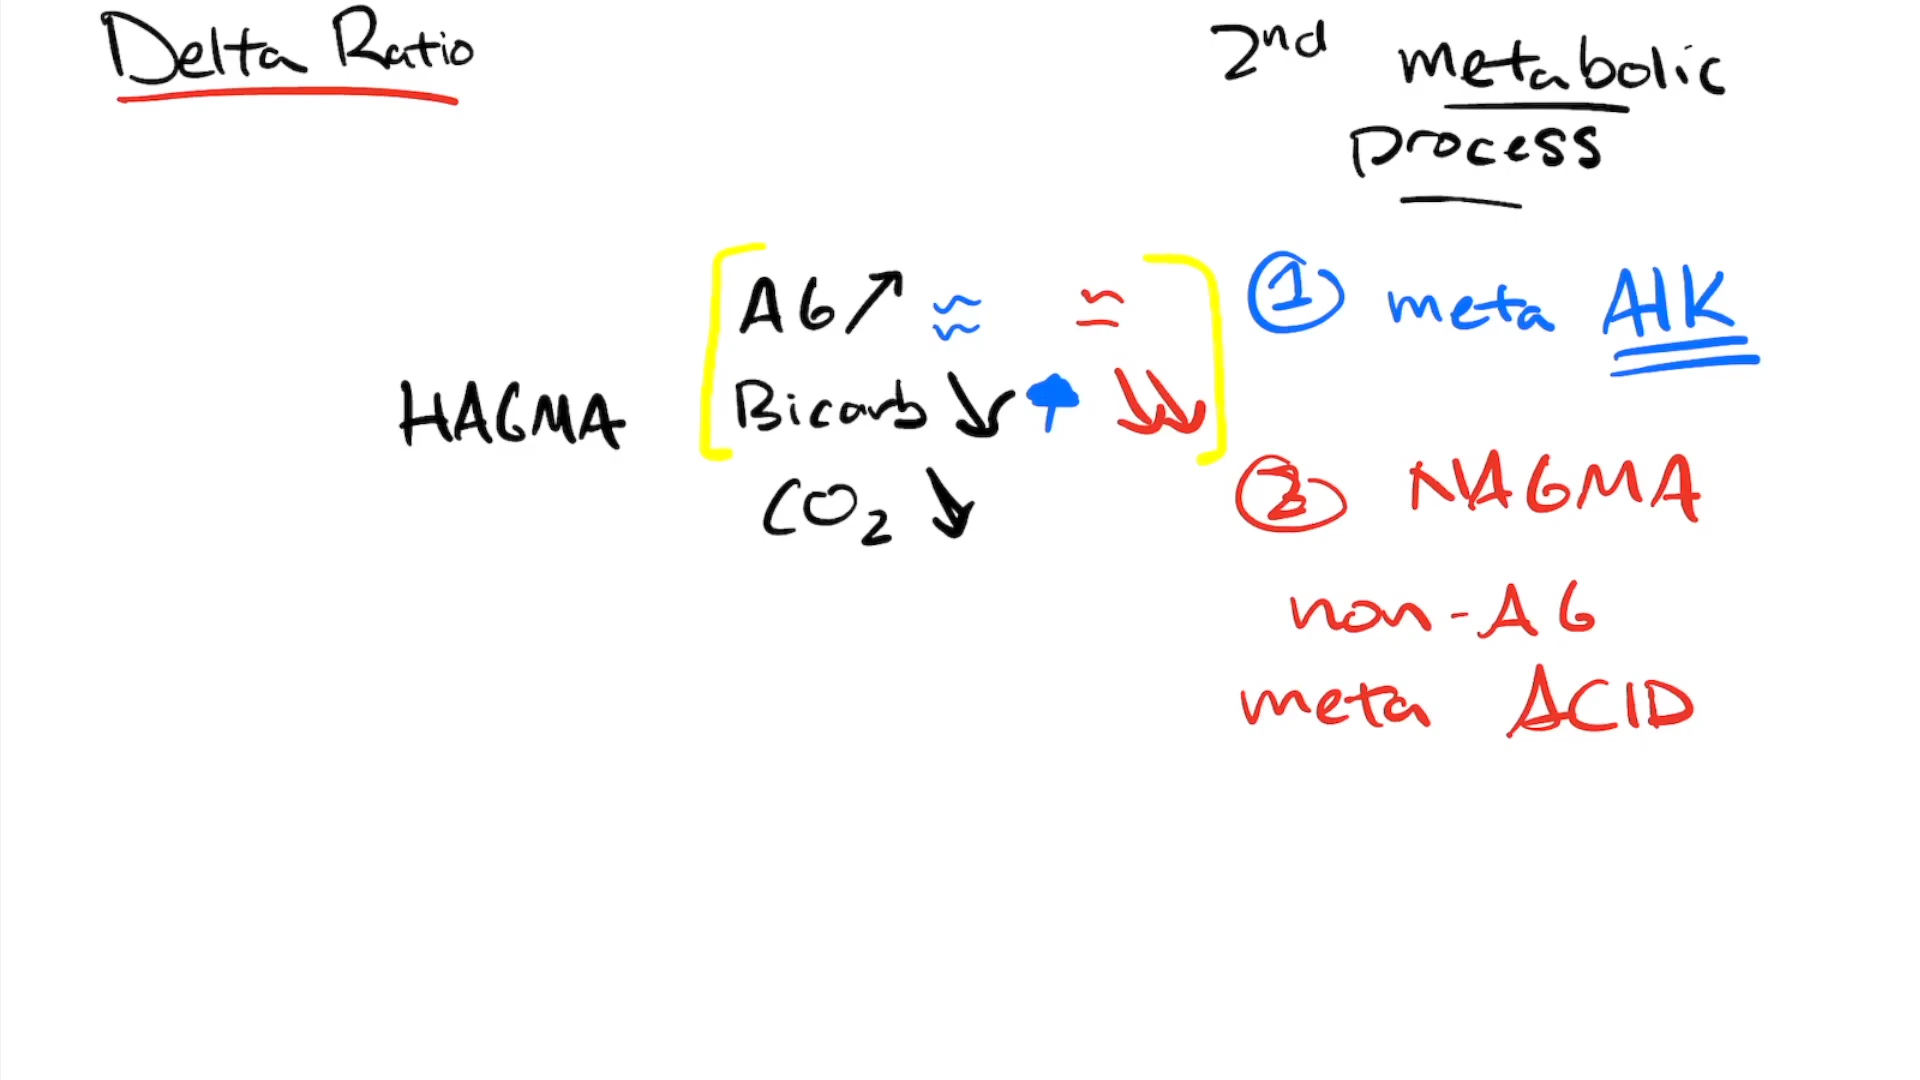 Delta Ratio
2nd metabolic
process
AG ↗ ≈ ≃
Bicarb ↓ ↑ ↓↓
HAGMA
CO2 ↓
1 meta Alk
2 NAGMA
non-AG
meta ACID